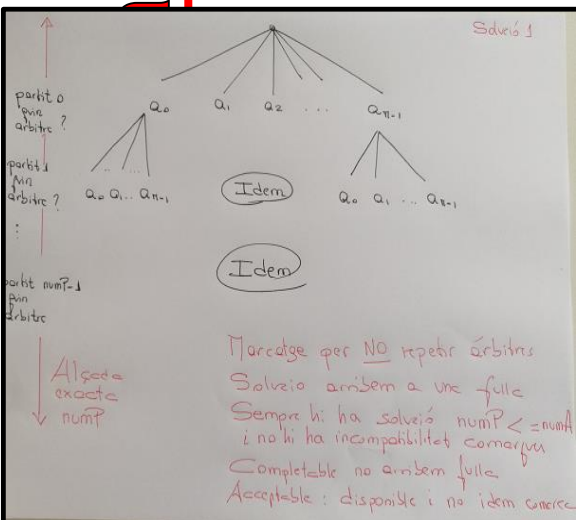 Solució 1
partit 0
quin
àrbitre ?
a₀ a₁ a₂ ... aₙ₋₁
partit 1
quin
àrbitre ?
a₀ a₁ ... aₙ₋₁
Idem
a₀ a₁ ... aₙ₋₁
⋮
Idem
partit numP-1
quin
àrbitre
Alçada
exacta
numP
Marcatge per NO repetir árbitres
Solució arribem a una fulla
Sempre hi ha solució numP <= numA
i no hi ha incompatibilitat comarques
Completable no arribem fulla
Acceptable : disponible i no idem comarca